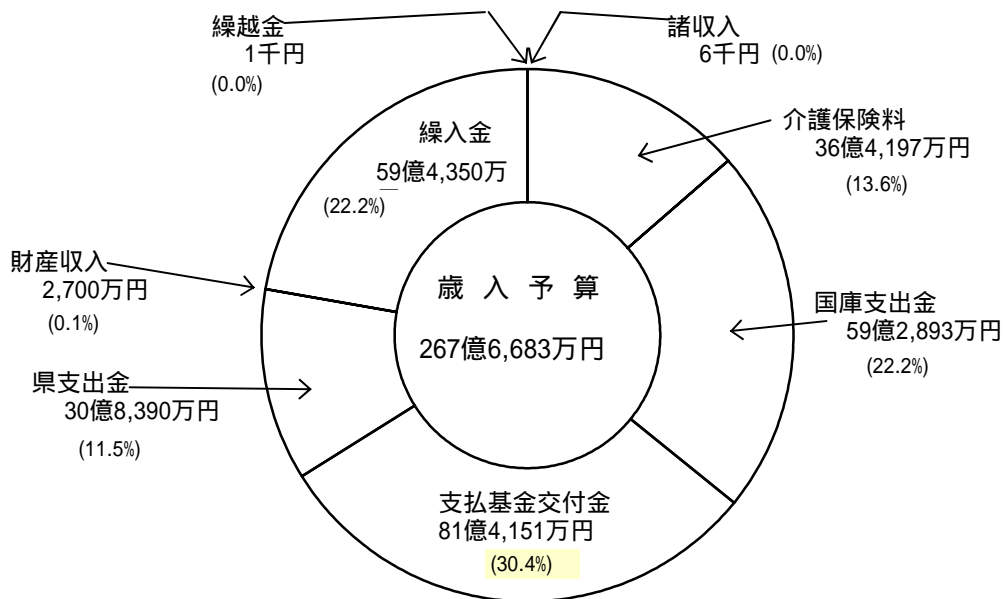 繰越金
1千円
(0.0%)
諸収入
6千円 (0.0%)
介護保険料
36億4,197万円
(13.6%)
繰入金
59億4,350万
(22.2%)
財産収入
2,700万円
(0.1%)
歳入予算
267億6,683万円
国庫支出金
59億2,893万円
(22.2%)
県支出金
30億8,390万円
(11.5%)
支払基金交付金
81億4,151万円
(30.4%)